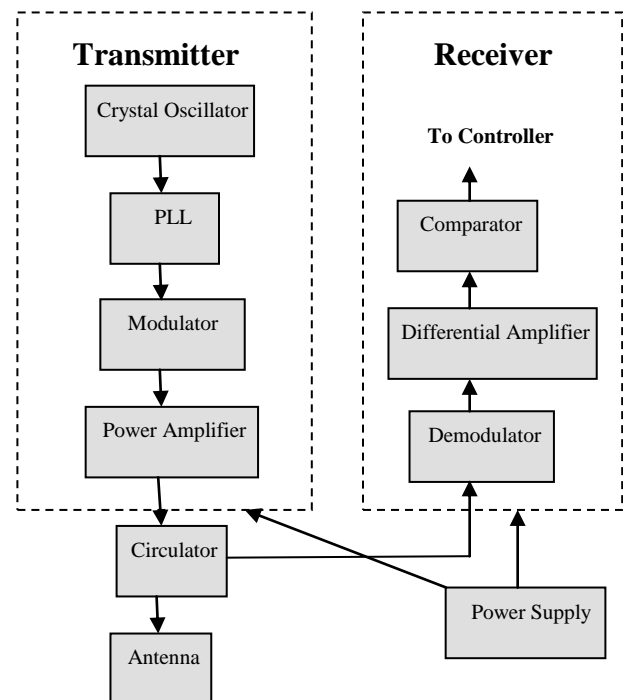 Transmitter
Crystal Oscillator
PLL
Modulator
Power Amplifier
Circulator
Antenna
Receiver
To Controller
Comparator
Differential Amplifier
Demodulator
Power Supply